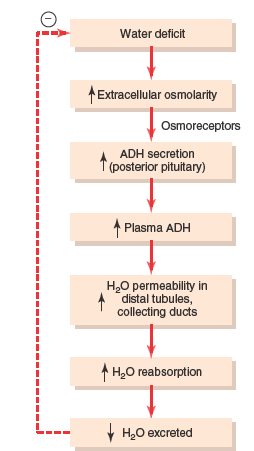 −
Water deficit
↑ Extracellular osmolarity
Osmoreceptors
↑ ADH secretion
(posterior pituitary)
↑ Plasma ADH
H₂O permeability in
↑ distal tubules,
collecting ducts
↑ H₂O reabsorption
↓ H₂O excreted